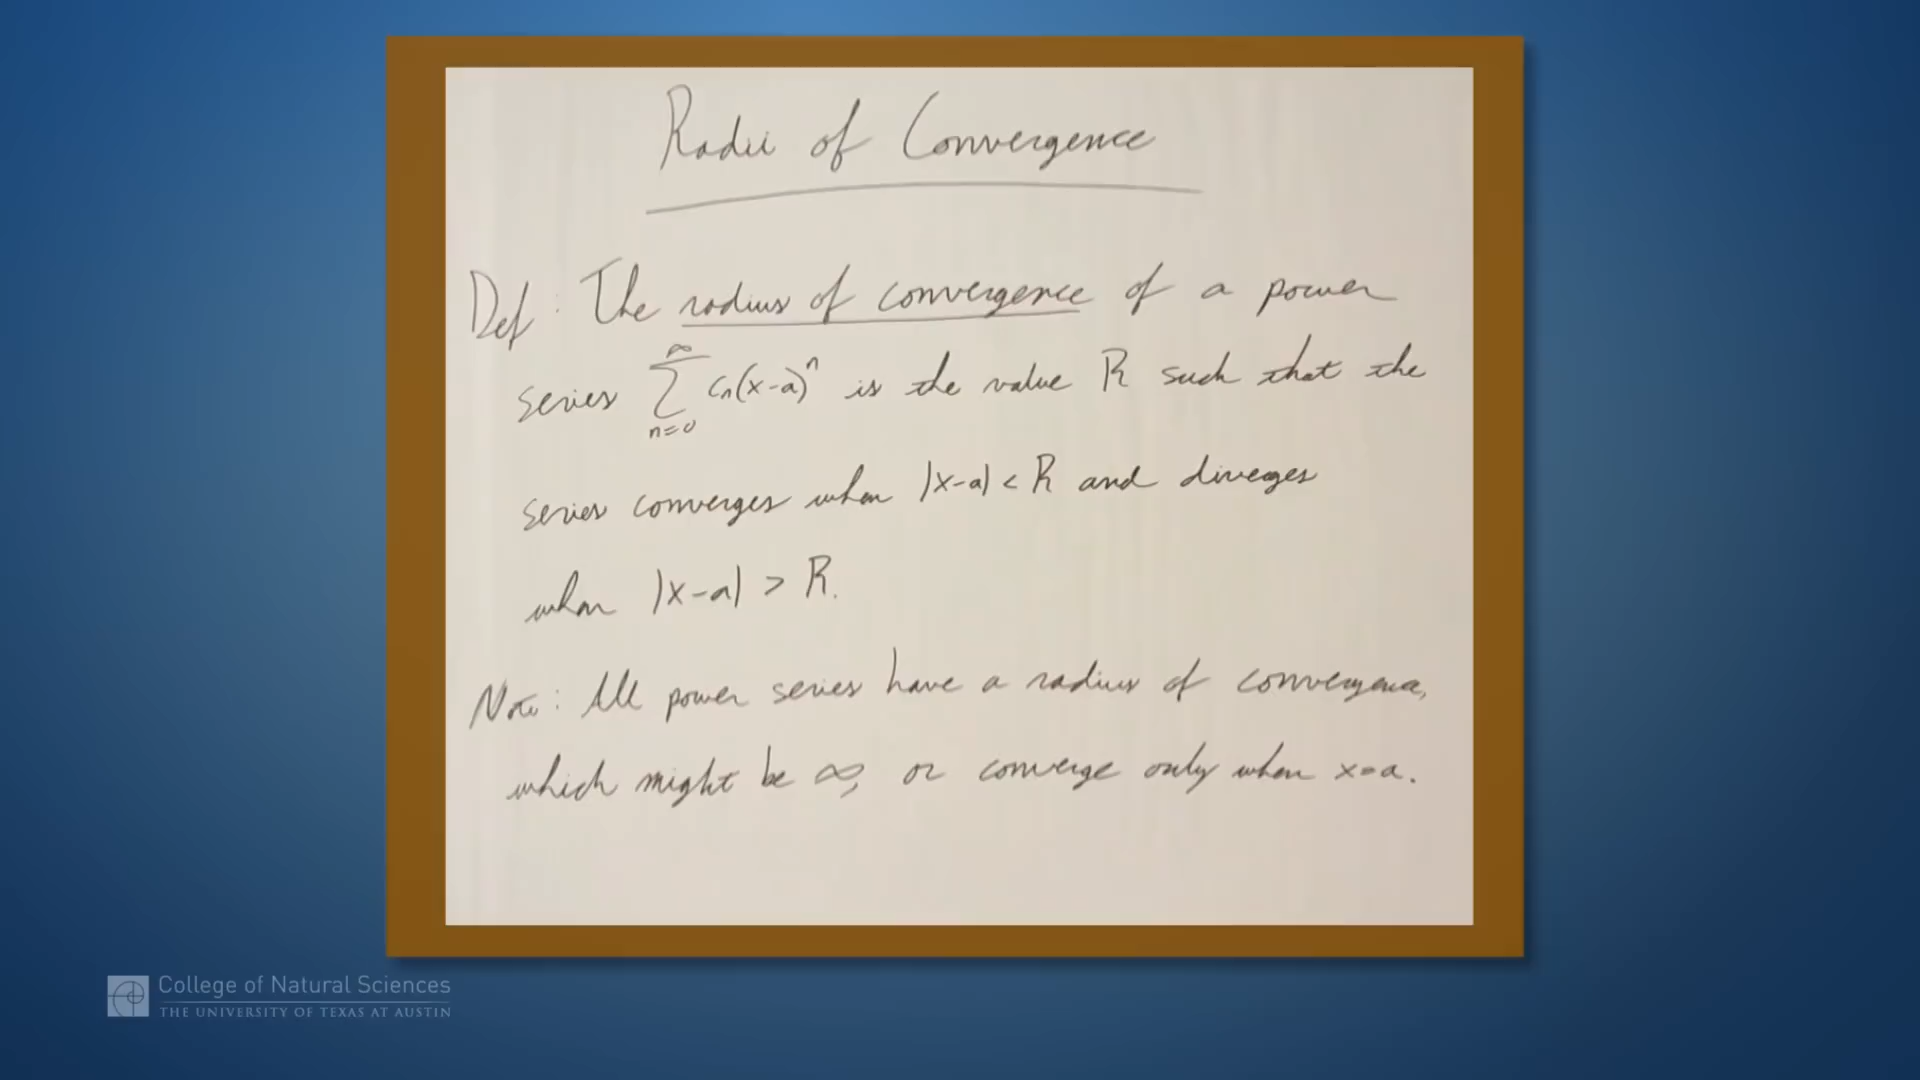 Radii of Convergence
Def: The radius of convergence of a power
series ∑_{n=0}^{∞} cₙ(x-a)ⁿ is the value R such that the
series converges when |x-a| < R and diverges
when |x-a| > R.
Note: All power series have a radius of convergence,
which might be ∞, or converge only when x=a.
College of Natural Sciences
THE UNIVERSITY OF TEXAS AT AUSTIN